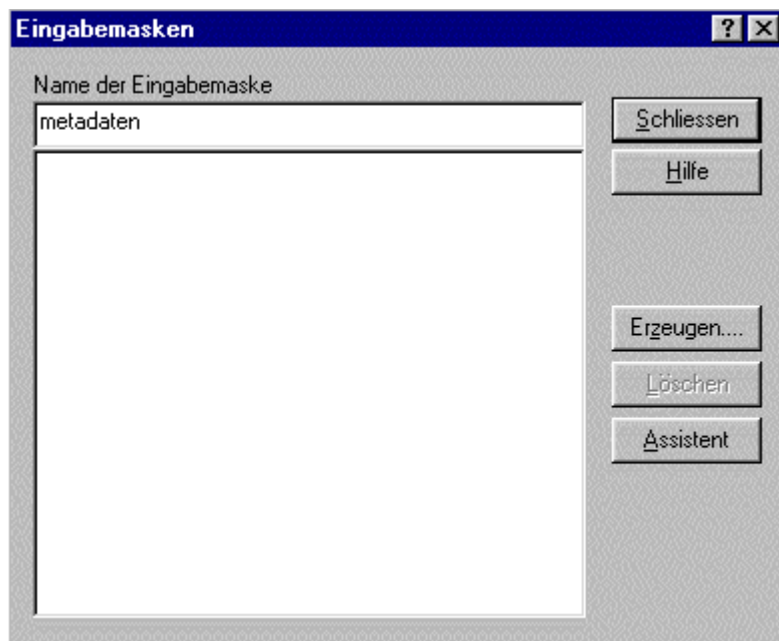 Eingabemasken
Name der Eingabemaske
metadaten
Schliessen
Hilfe
Erzeugen....
Löschen
Assistent